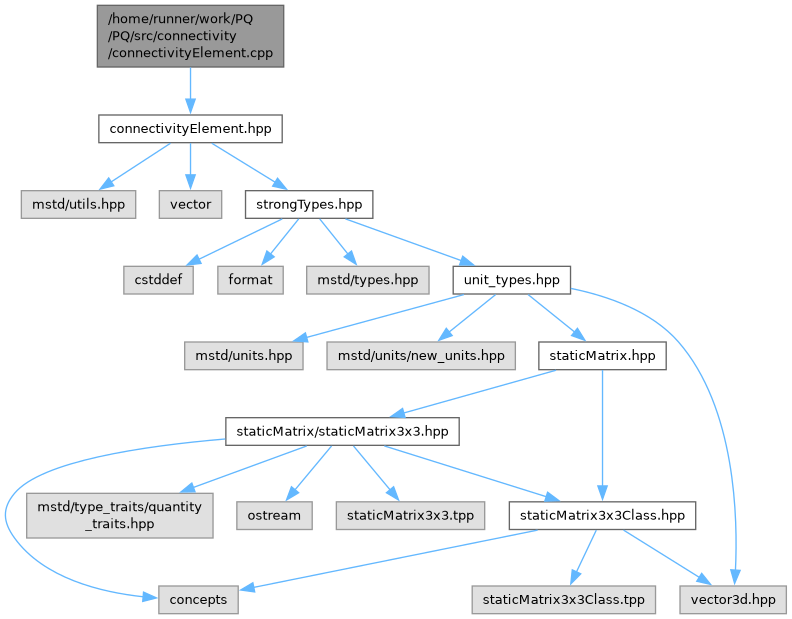 /home/runner/work/PQ
/PQ/src/connectivity
/connectivityElement.cpp
connectivityElement.hpp
mstd/utils.hpp
vector
strongTypes.hpp
cstddef
format
mstd/types.hpp
unit_types.hpp
mstd/units.hpp
mstd/units/new_units.hpp
staticMatrix.hpp
staticMatrix/staticMatrix3x3.hpp
mstd/type_traits/quantity
_traits.hpp
ostream
staticMatrix3x3.tpp
staticMatrix3x3Class.hpp
concepts
staticMatrix3x3Class.tpp
vector3d.hpp